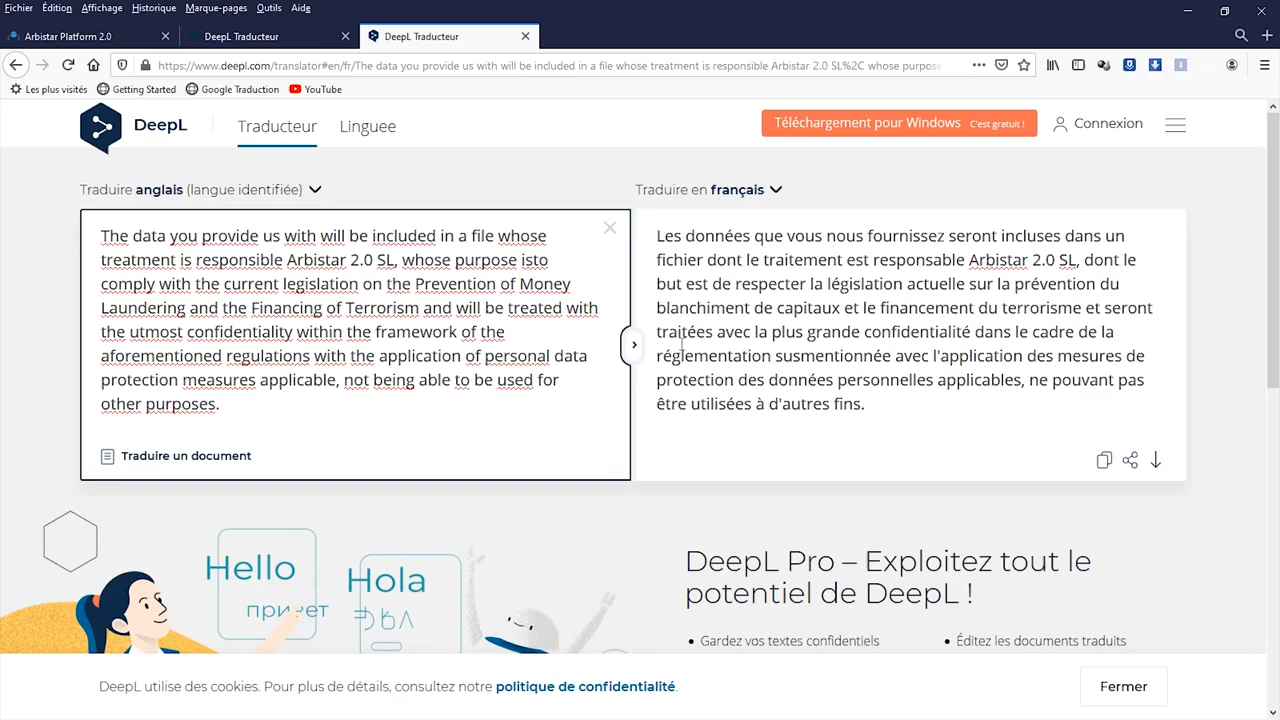 Fichier Édition Affichage Historique Marque-pages Outils Aide
Arbistar Platform 2.0
DeepL Traducteur
DeepL Traducteur
https://www.deepl.com/translator#en/fr/The data you provide us with will be included in a file whose treatment is responsible Arbistar 2.0 SL%2C whose purpose
Les plus visités Getting Started Google Traduction YouTube
DeepL Traducteur Linguee
Téléchargement pour Windows C'est gratuit !
Connexion
Traduire anglais (langue identifiée)
Traduire en français
The data you provide us with will be included in a file whose
treatment is responsible Arbistar 2.0 SL, whose purpose isto
comply with the current legislation on the Prevention of Money
Laundering and the Financing of Terrorism and will be treated with
the utmost confidentiality within the framework of the
aforementioned regulations with the application of personal data
protection measures applicable, not being able to be used for
other purposes.
Traduire un document
Les données que vous nous fournissez seront incluses dans un
fichier dont le traitement est responsable Arbistar 2.0 SL, dont le
but est de respecter la législation actuelle sur la prévention du
blanchiment de capitaux et le financement du terrorisme et seront
traitées avec la plus grande confidentialité dans le cadre de la
réglementation susmentionnée avec l'application des mesures de
protection des données personnelles applicables, ne pouvant pas
être utilisées à d'autres fins.
Hello
привет
Hola
DeepL Pro – Exploitez tout le
potentiel de DeepL !
Gardez vos textes confidentiels
Éditez les documents traduits
DeepL utilise des cookies. Pour plus de détails, consultez notre politique de confidentialité.
Fermer